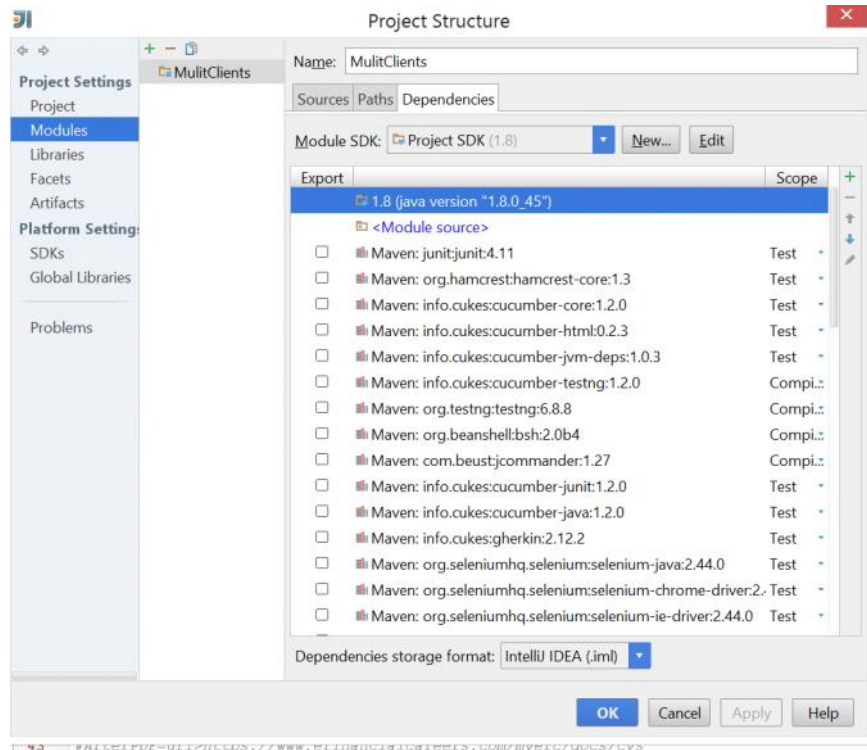 Project Structure
Project Settings
Project
Modules
Libraries
Facets
Artifacts
Platform Setting
SDKs
Global Libraries
Problems
MulitClients
Name: MulitClients
Sources Paths Dependencies
Module SDK: Project SDK (1.8) New... Edit
Export Scope
1.8 (java version "1.8.0_45")
<Module source>
Maven: junit:junit:4.11 Test
Maven: org.hamcrest:hamcrest-core:1.3 Test
Maven: info.cukes:cucumber-core:1.2.0 Test
Maven: info.cukes:cucumber-html:0.2.3 Test
Maven: info.cukes:cucumber-jvm-deps:1.0.3 Test
Maven: info.cukes:cucumber-testng:1.2.0 Compi...
Maven: org.testng:testng:6.8.8 Compi...
Maven: org.beanshell:bsh:2.0b4 Compi...
Maven: com.beust:jcommander:1.27 Compi...
Maven: info.cukes:cucumber-junit:1.2.0 Test
Maven: info.cukes:cucumber-java:1.2.0 Test
Maven: info.cukes:gherkin:2.12.2 Test
Maven: org.seleniumhq.selenium:selenium-java:2.44.0 Test
Maven: org.seleniumhq.selenium:selenium-chrome-driver:2. Test
Maven: org.seleniumhq.selenium:selenium-ie-driver:2.44.0 Test
Dependencies storage format: IntelliJ IDEA (.iml)
OK Cancel Apply Help